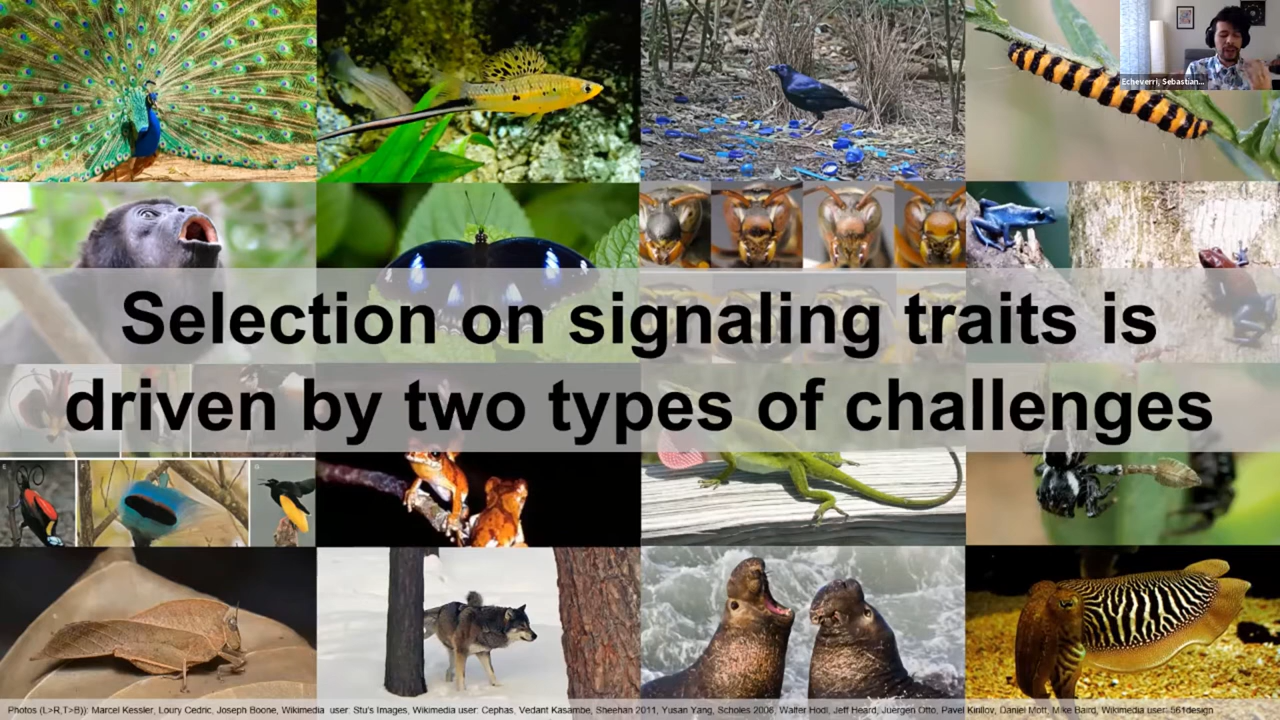 Echeverri, Sebastian...
Selection on signaling traits is
driven by two types of challenges
E
F
G
Photos (L>R,T>B)): Marcel Kessler, Loury Cedric, Joseph Boone, Wikimedia user: Stu's Images, Wikimedia user: Cephas, Vedant Kasambe, Sheehan 2011, Yusan Yang, Scholes 2008, Walter Hodl, Jeff Heard, Juergen Otto, Pavel Kirillov, Daniel Mott, Mike Baird, Wikimedia user: 561design